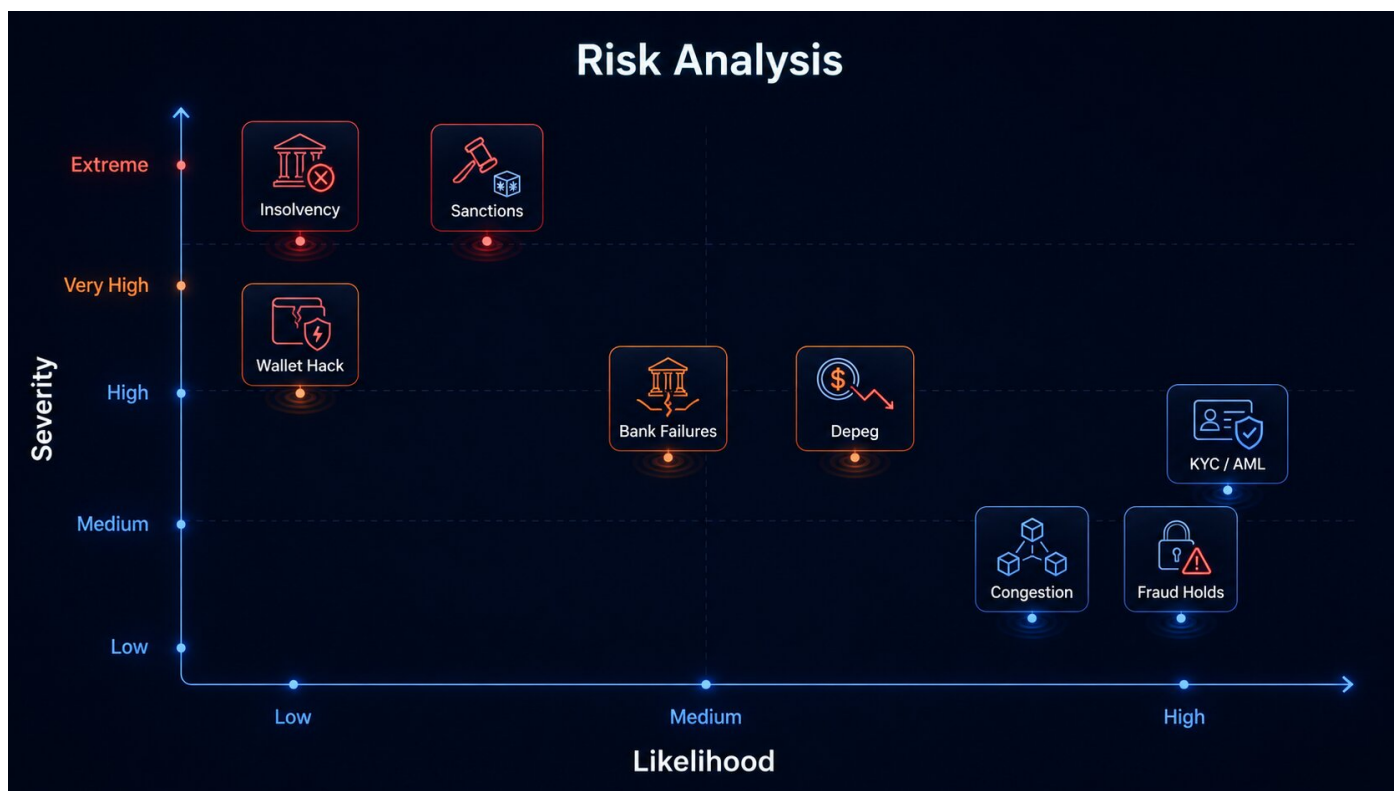 Risk Analysis
Extreme
Insolvency
Sanctions
Very High
Wallet Hack
High
Bank Failures
Depeg
KYC / AML
Severity
Medium
Congestion
Fraud Holds
Low
Low
Medium
High
Likelihood